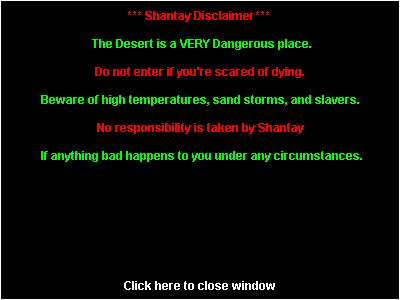 *** Shantay Disclaimer***
The Desert is a VERY Dangerous place.
Do not enter if you're scared of dying.
Beware of high temperatures, sand storms, and slavers.
No responsibility is taken by Shantay
If anything bad happens to you under any circumstances.
Click here to close window